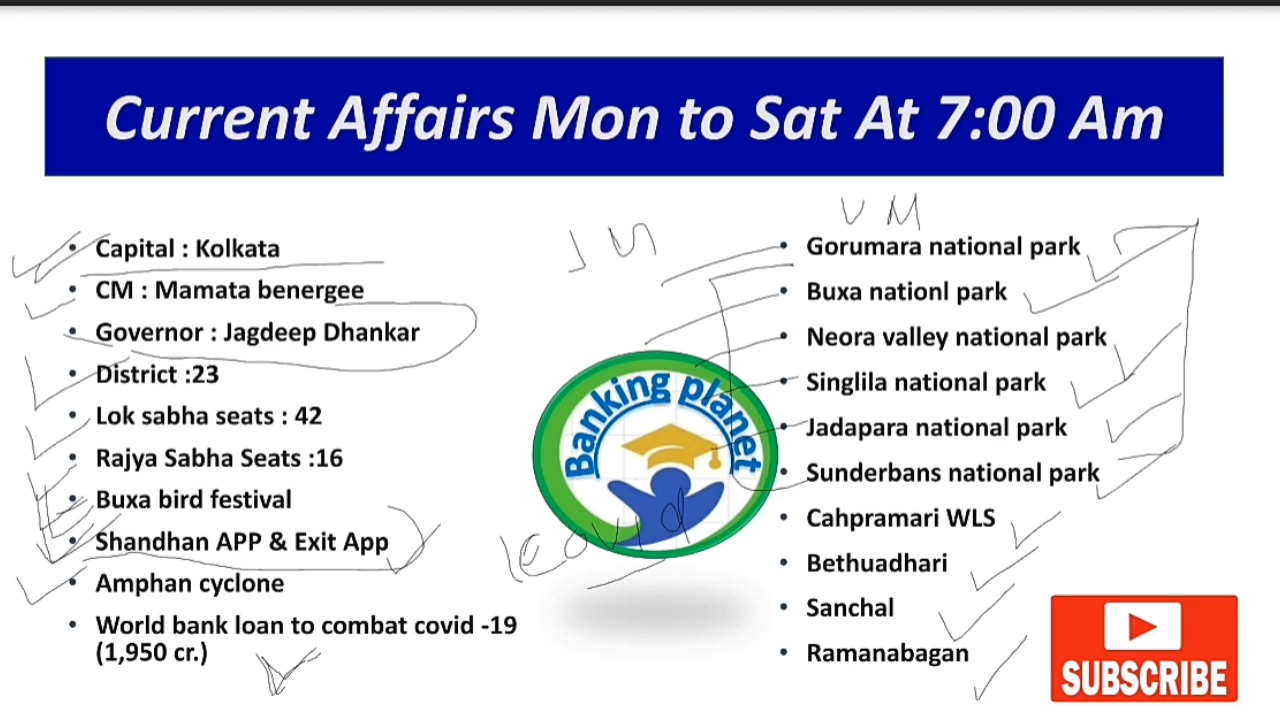 Current Affairs Mon to Sat At 7:00 Am
• Capital : Kolkata
• CM : Mamata benergee
• Governor : Jagdeep Dhankar
• District :23
• Lok sabha seats : 42
• Rajya Sabha Seats :16
• Buxa bird festival
• Shandhan APP & Exit App
• Amphan cyclone
• World bank loan to combat covid -19
(1,950 cr.)
Banking planet
covid
• Gorumara national park
• Buxa nationl park
• Neora valley national park
• Singlila national park
• Jadapara national park
• Sunderbans national park
• Cahpramari WLS
• Bethuadhari
• Sanchal
• Ramanabagan
SUBSCRIBE